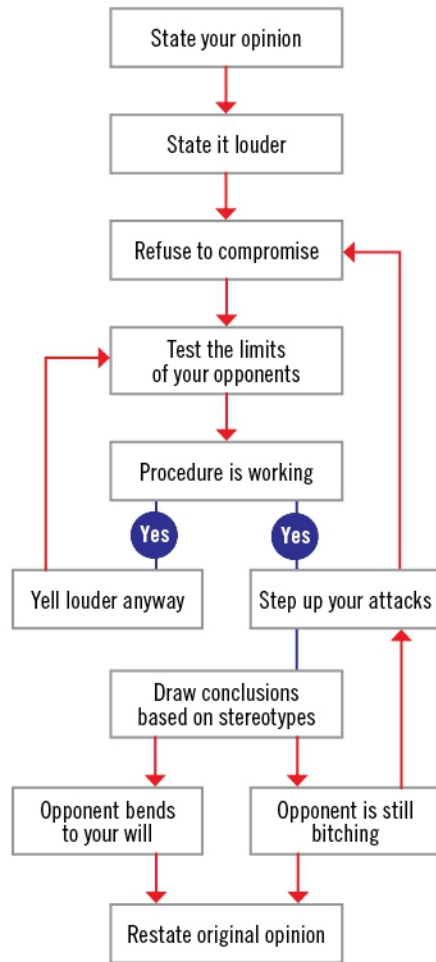 State your opinion
State it louder
Refuse to compromise
Test the limits
of your opponents
Procedure is working
Yes
Yes
Yell louder anyway
Step up your attacks
Draw conclusions
based on stereotypes
Opponent bends
to your will
Opponent is still
bitching
Restate original opinion